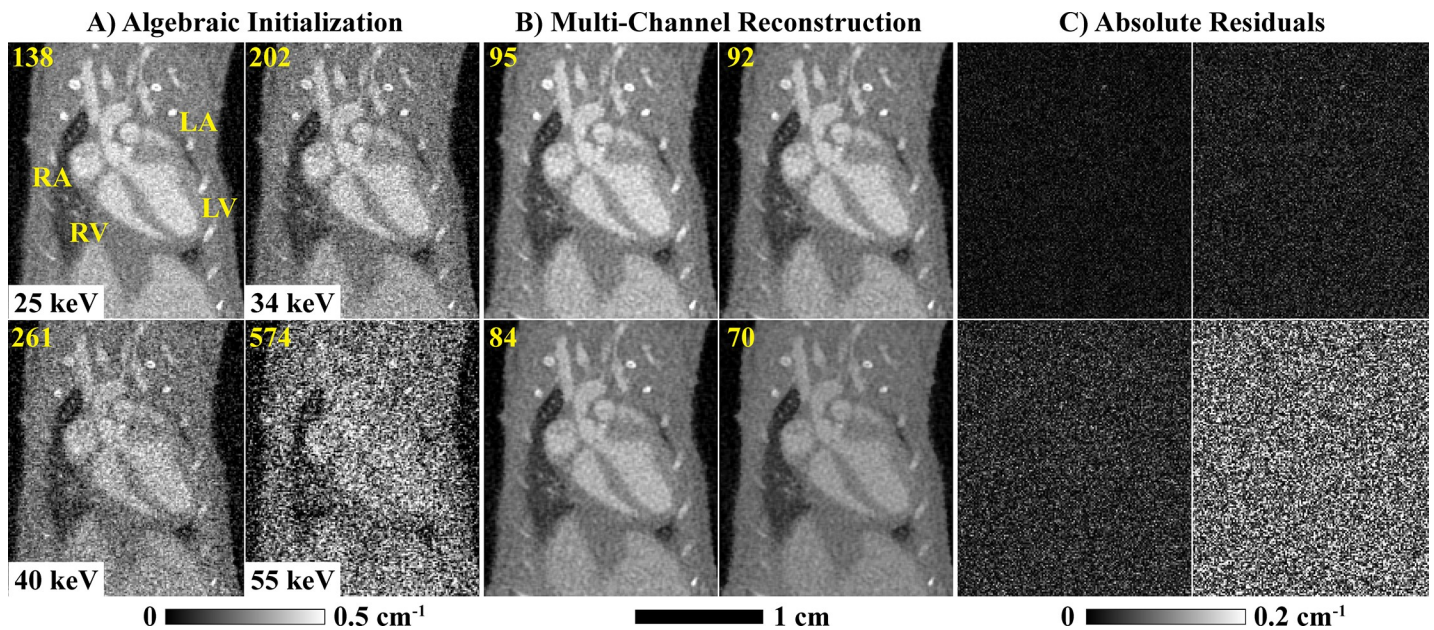 A) Algebraic Initialization
B) Multi-Channel Reconstruction
C) Absolute Residuals
138
202
95
92
LA
RA
LV
RV
25 keV
34 keV
261
574
84
70
40 keV
55 keV
0
0.5 cm-1
1 cm
0
0.2 cm-1